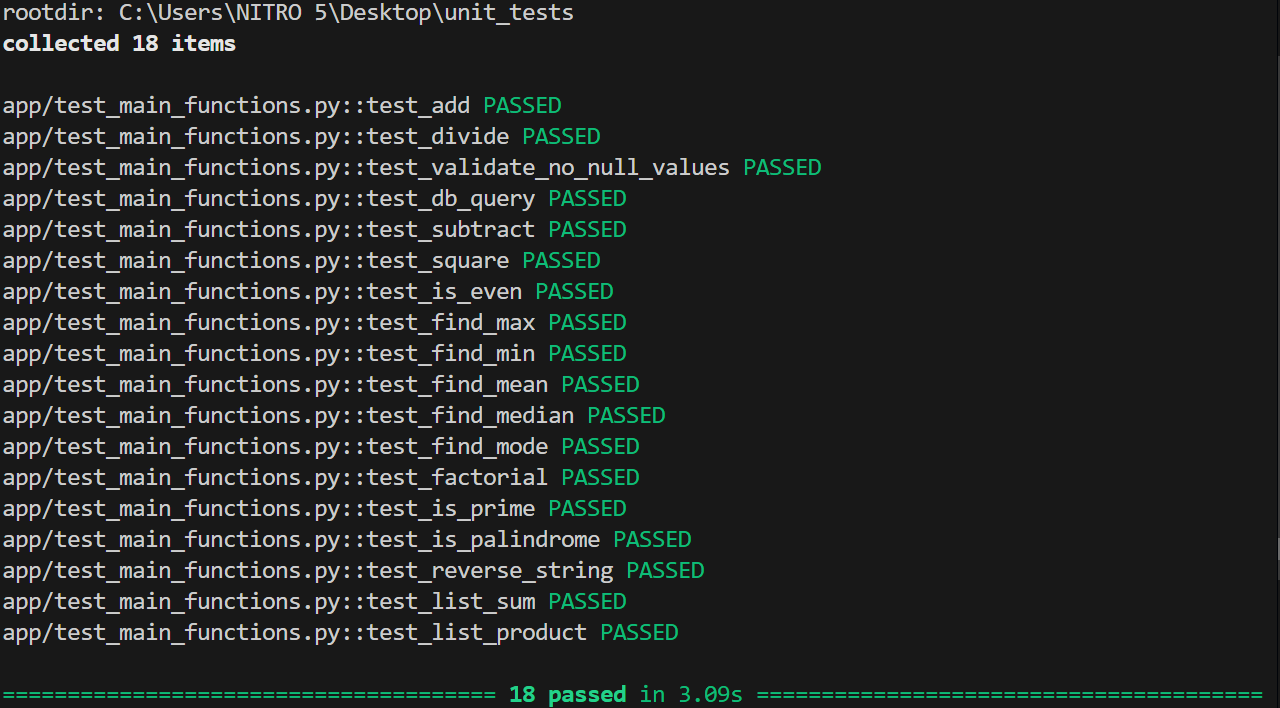 rootdir: C:\Users\NITRO 5\Desktop\unit_tests
collected 18 items
app/test_main_functions.py::test_add PASSED
app/test_main_functions.py::test_divide PASSED
app/test_main_functions.py::test_validate_no_null_values PASSED
app/test_main_functions.py::test_db_query PASSED
app/test_main_functions.py::test_subtract PASSED
app/test_main_functions.py::test_square PASSED
app/test_main_functions.py::test_is_even PASSED
app/test_main_functions.py::test_find_max PASSED
app/test_main_functions.py::test_find_min PASSED
app/test_main_functions.py::test_find_mean PASSED
app/test_main_functions.py::test_find_median PASSED
app/test_main_functions.py::test_find_mode PASSED
app/test_main_functions.py::test_factorial PASSED
app/test_main_functions.py::test_is_prime PASSED
app/test_main_functions.py::test_is_palindrome PASSED
app/test_main_functions.py::test_reverse_string PASSED
app/test_main_functions.py::test_list_sum PASSED
app/test_main_functions.py::test_list_product PASSED
====================================== 18 passed in 3.09s =======================================